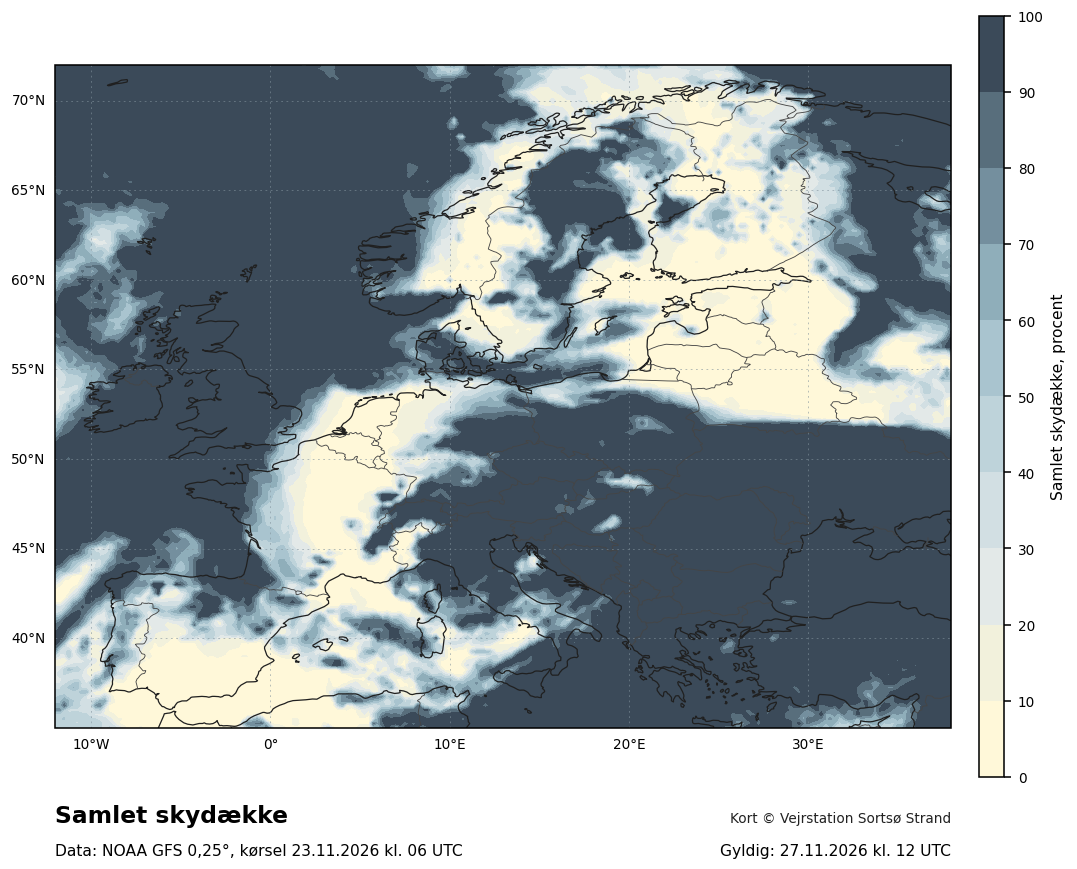 70°N
65°N
60°N
55°N
50°N
45°N
40°N
10°W
0°
10°E
20°E
30°E
100
90
80
70
60
50
40
30
20
10
0
Samlet skydække, procent
Samlet skydække
Kort © Vejrstation Sortsø Strand
Data: NOAA GFS 0,25°, kørsel 23.11.2026 kl. 06 UTC
Gyldig: 27.11.2026 kl. 12 UTC